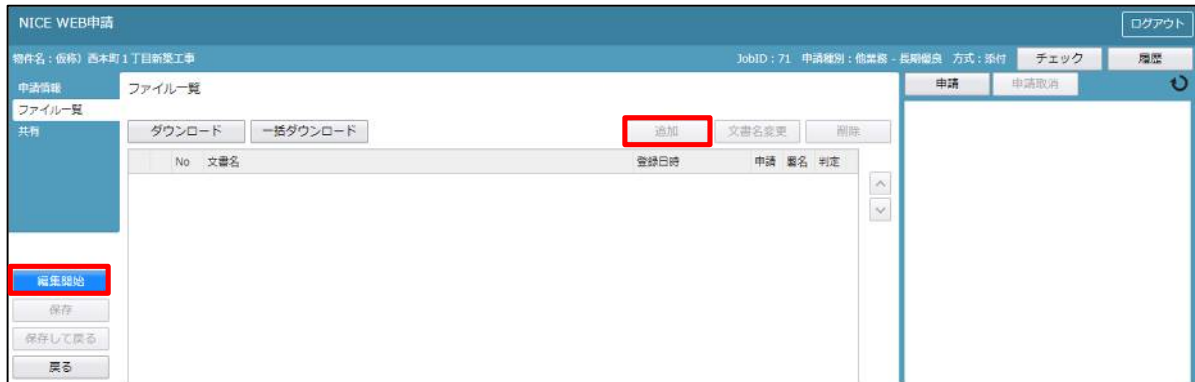 NICE WEB申請
ログアウト
物件名：仮称）西本町１丁目新築工事
JobID：71 申請種別：他業務 - 長期優良 方式：添付
チェック
履歴
申請情報
ファイル一覧
共有
ファイル一覧
申請
申請取消
ダウンロード
一括ダウンロード
追加
文書名変更
削除
No 文書名 登録日時 申請 署名 判定
編集開始
保存
保存して戻る
戻る